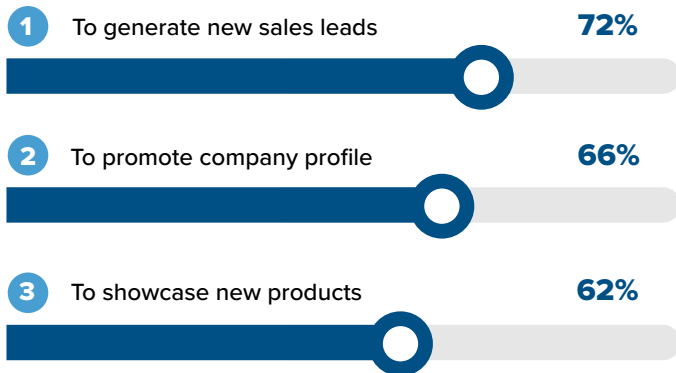 1 To generate new sales leads 72%
2 To promote company profile 66%
3 To showcase new products 62%